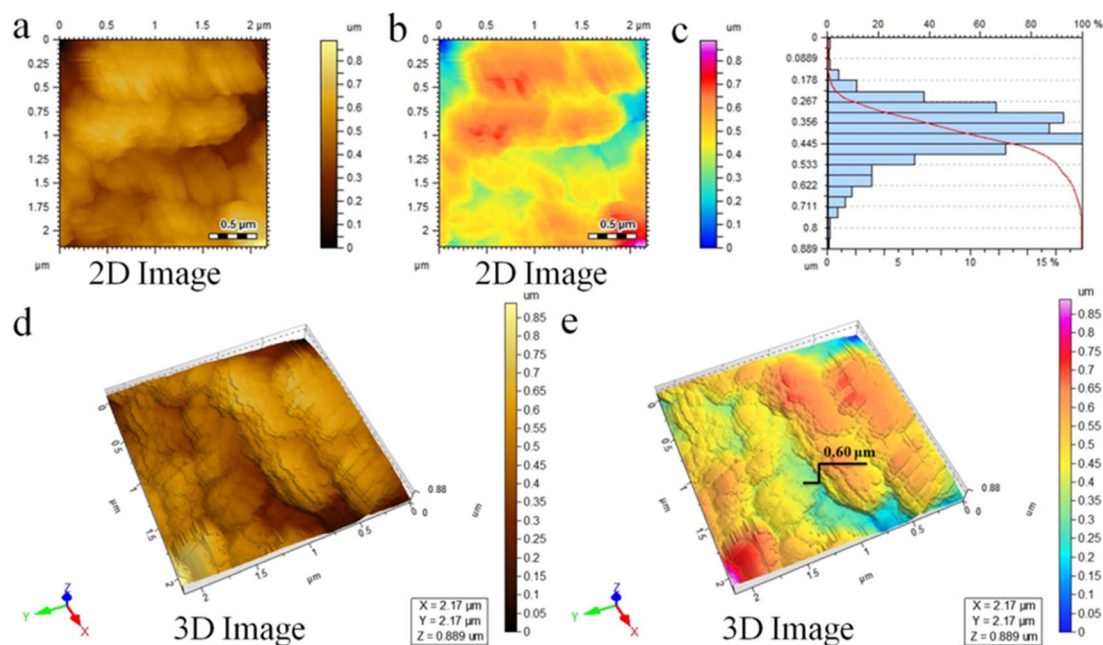 a
0 1 2 µm
0
0.25
0.5
0.75
1
1.25
1.5
1.75
2
µm
0.5 µm
um
0.8
0.7
0.6
0.5
0.4
0.3
0.2
0.1
0
2D Image
b
0 1 2 µm
0
0.25
0.5
0.75
1
1.25
1.5
1.75
2
µm
0.5 µm
um
0.8
0.7
0.6
0.5
0.4
0.3
0.2
0.1
0
2D Image
c
0 20 40 60 80 100 %
0
0.0889
0.178
0.267
0.356
0.445
0.533
0.622
0.711
0.8
0.889
um
0 5 10 15 %
d
0
0.5
1
µm
1.5
2
2
1.5
µm
1
0.5
0
0
0.88
um
um
0.85
0.8
0.75
0.7
0.65
0.6
0.55
0.5
0.45
0.4
0.35
0.3
0.25
0.2
0.15
0.1
0.05
0
Z
Y
X
3D Image
X = 2.17 µm
Y = 2.17 µm
Z = 0.889 um
e
0.60 µm
0
0.5
1
µm
1.5
2
2
1.5
µm
1
0.5
0
0
0.88
um
um
0.85
0.8
0.75
0.7
0.65
0.6
0.55
0.5
0.45
0.4
0.35
0.3
0.25
0.2
0.15
0.1
0.05
0
Z
Y
X
3D Image
X = 2.17 µm
Y = 2.17 µm
Z = 0.889 um